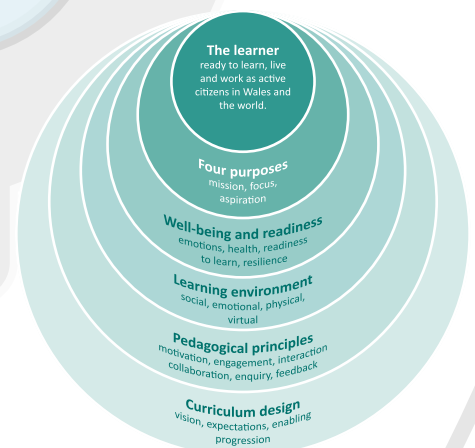 The learner
ready to learn, live
and work as active
citizens in Wales and
the world.
Four purposes
mission, focus,
aspiration
Well-being and readiness
emotions, health, readiness
to learn, resilience
Learning environment
social, emotional, physical,
virtual
Pedagogical principles
motivation, engagement, interaction
collaboration, enquiry, feedback
Curriculum design
vision, expectations, enabling
progression